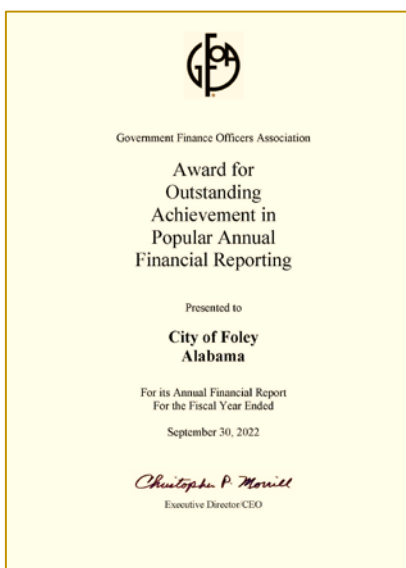 GFOA
Government Finance Officers Association
Award for
Outstanding
Achievement in
Popular Annual
Financial Reporting
Presented to
City of Foley
Alabama
For its Annual Financial Report
For the Fiscal Year Ended
September 30, 2022
Christopher P. Morrill
Executive Director/CEO